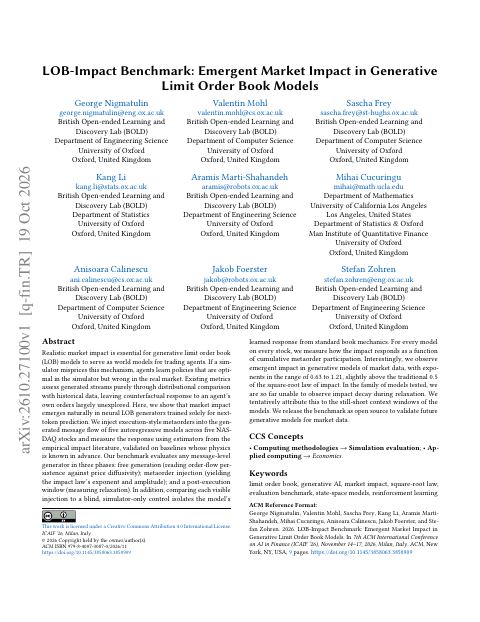 LOB-Impact Benchmark: Emergent Market Impact in Generative
Limit Order Book Models
George Nigmatulin
george.nigmatulin@eng.ox.ac.uk
British Open-ended Learning and
Discovery Lab (BOLD)
Department of Engineering Science
University of Oxford
Oxford, United Kingdom
Valentin Mohl
valentin.mohl@cs.ox.ac.uk
British Open-ended Learning and
Discovery Lab (BOLD)
Department of Computer Science
University of Oxford
Oxford, United Kingdom
Sascha Frey
sascha.frey@st-hughs.ox.ac.uk
British Open-ended Learning and
Discovery Lab (BOLD)
Department of Computer Science
University of Oxford
Oxford, United Kingdom
Kang Li
kang.li@stats.ox.ac.uk
British Open-ended Learning and
Discovery Lab (BOLD)
Department of Statistics
University of Oxford
Oxford, United Kingdom
Aramis Marti-Shahandeh
aramis@robots.ox.ac.uk
British Open-ended Learning and
Discovery Lab (BOLD)
Department of Engineering Science
University of Oxford
Oxford, United Kingdom
Mihai Cucuringu
mihai@math.ucla.edu
Department of Mathematics
University of California Los Angeles
Los Angeles, United States
Department of Statistics & Oxford
Man Institute of Quantitative Finance
University of Oxford
Oxford, United Kingdom
Anisoara Calinescu
ani.calinescu@cs.ox.ac.uk
British Open-ended Learning and
Discovery Lab (BOLD)
Department of Computer Science
University of Oxford
Oxford, United Kingdom
Jakob Foerster
jakob@robots.ox.ac.uk
British Open-ended Learning and
Discovery Lab (BOLD)
Department of Engineering Science
University of Oxford
Oxford, United Kingdom
Stefan Zohren
stefan.zohren@eng.ox.ac.uk
British Open-ended Learning and
Discovery Lab (BOLD)
Department of Engineering Science
University of Oxford
Oxford, United Kingdom
arXiv:2610.27100v1 [q-fin.TR] 19 Oct 2026
Abstract
Realistic market impact is essential for generative limit order book
(LOB) models to serve as world models for trading agents. If a sim-
ulator misprices this mechanism, agents learn policies that are opti-
mal in the simulator but wrong in the real market. Existing metrics
assess generated streams purely through distributional comparison
with historical data, leaving counterfactual response to an agent's
own orders largely unexplored. Here, we show that market impact
emerges naturally in neural LOB generators trained solely for next-
token prediction. We inject execution-style metaorders into the gen-
erated message flow of five autoregressive models across five NAS-
DAQ stocks and measure the response using estimators from the
empirical impact literature, validated on baselines whose physics
is known in advance. Our benchmark evaluates any message-level
generator in three phases: free generation (reading order-flow per-
sistence against price diffusivity); metaorder injection (yielding
the impact law's exponent and amplitude); and a post-execution
window (measuring relaxation). In addition, comparing each visible
injection to a blind, simulator-only control isolates the model's
learned response from standard book mechanics. For every model
on every stock, we measure how the impact responds as a function
of cumulative metaorder participation. Interestingly, we observe
emergent impact in generative models of market data, with expo-
nents in the range of 0.63 to 1.21, slightly above the traditional 0.5
of the square-root law of impact. In the family of models tested, we
are so far unable to observe impact decay during relaxation. We
tentatively attribute this to the still-short context windows of the
models. We release the benchmark as open source to validate future
generative models for market data.
CCS Concepts
• Computing methodologies → Simulation evaluation; • Ap-
plied computing → Economics.
Keywords
limit order book, generative AI, market impact, square-root law,
evaluation benchmark, state-space models, reinforcement learning
ACM Reference Format:
George Nigmatulin, Valentin Mohl, Sascha Frey, Kang Li, Aramis Marti-
Shahandeh, Mihai Cucuringu, Anisoara Calinescu, Jakob Foerster, and Ste-
fan Zohren. 2026. LOB-Impact Benchmark: Emergent Market Impact in
Generative Limit Order Book Models. In 7th ACM International Conference
on AI in Finance (ICAIF '26), November 14–17, 2026, Milan, Italy. ACM, New
York, NY, USA, 9 pages. https://doi.org/10.1145/3858063.3858989
This work is licensed under a Creative Commons Attribution 4.0 International License.
ICAIF '26, Milan, Italy
© 2026 Copyright held by the owner/author(s).
https://doi.org/10.1145/3858063.3858989